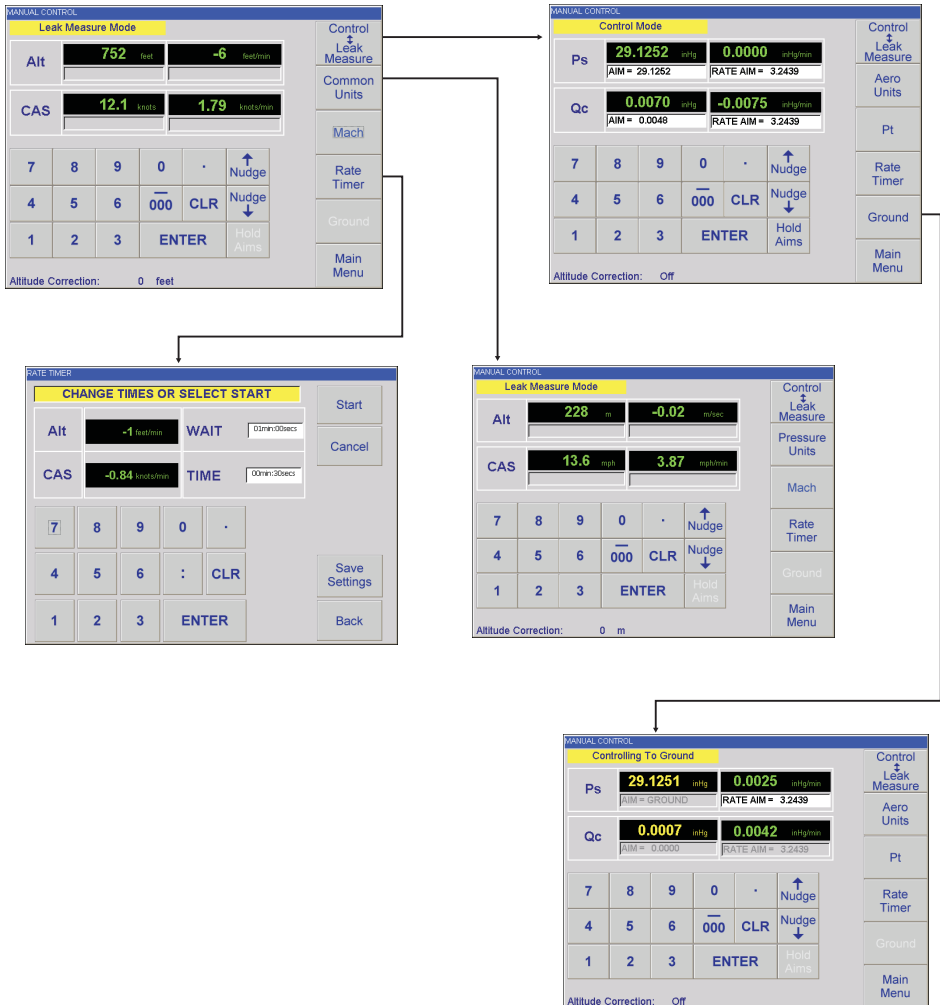 MANUAL CONTROL
Leak Measure Mode
Alt
752 feet
-6 feet/min
CAS
12.1 knots
1.79 knots/min
7 8 9 0 · Nudge
4 5 6 000 CLR Nudge
1 2 3 ENTER Hold Aims
Altitude Correction: 0 feet
Control
Leak
Measure
Common
Units
Mach
Rate
Timer
Ground
Main
Menu
MANUAL CONTROL
Control Mode
Ps
29.1252 inHg
0.0000 inHg/min
AIM = 29.1252
RATE AIM = 3.2439
Qc
0.0070 inHg
-0.0075 inHg/min
AIM = 0.0048
RATE AIM = 3.2439
7 8 9 0 · Nudge
4 5 6 000 CLR Nudge
1 2 3 ENTER Hold Aims
Altitude Correction: Off
Control
Leak
Measure
Aero
Units
Pt
Rate
Timer
Ground
Main
Menu
RATE TIMER
CHANGE TIMES OR SELECT START
Alt
-1 feet/min
WAIT
01min:00secs
CAS
-0.84 knots/min
TIME
00min:30secs
7 8 9 0 ·
4 5 6 : CLR
1 2 3 ENTER
Start
Cancel
Save
Settings
Back
MANUAL CONTROL
Leak Measure Mode
Alt
228 m
-0.02 m/sec
CAS
13.6 mph
3.87 mph/min
7 8 9 0 · Nudge
4 5 6 000 CLR Nudge
1 2 3 ENTER Hold Aims
Altitude Correction: 0 m
Control
Leak
Measure
Pressure
Units
Mach
Rate
Timer
Ground
Main
Menu
MANUAL CONTROL
Controlling To Ground
Ps
29.1251 inHg
0.0025 inHg/min
AIM = GROUND
RATE AIM = 3.2439
Qc
0.0007 inHg
0.0042 inHg/min
AIM = 0.0000
RATE AIM = 3.2439
7 8 9 0 · Nudge
4 5 6 000 CLR Nudge
1 2 3 ENTER Hold Aims
Altitude Correction: Off
Control
Leak
Measure
Aero
Units
Pt
Rate
Timer
Ground
Main
Menu